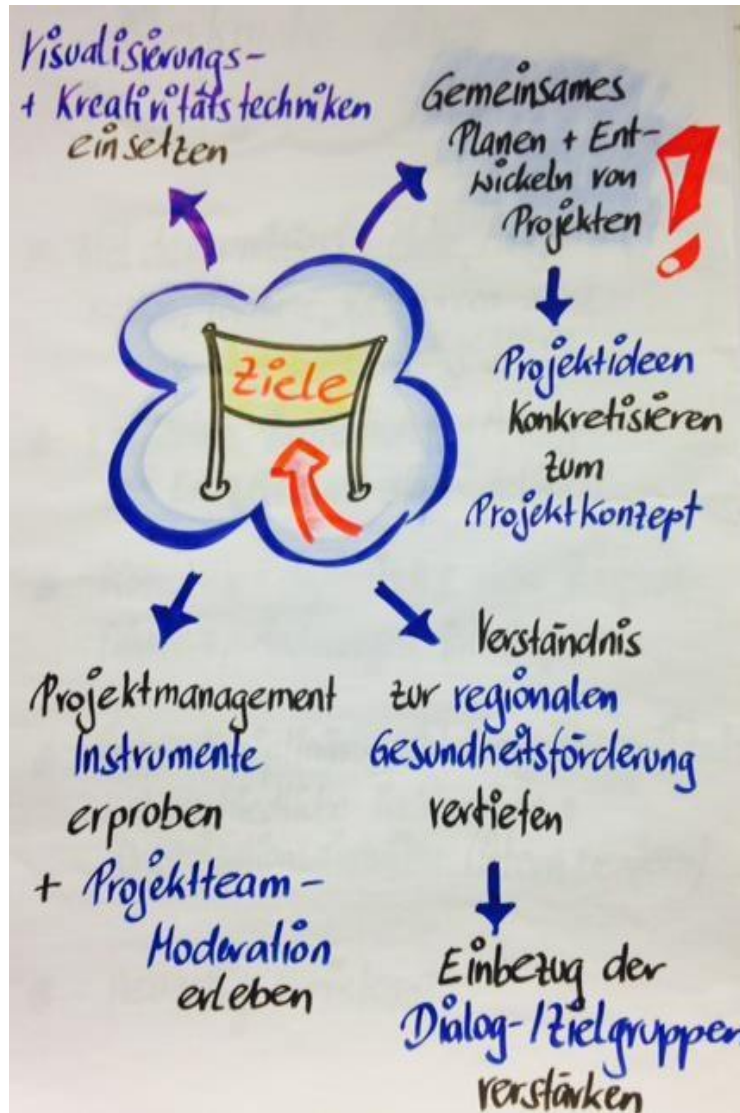 Visualisierungs-
+ Kreativitätstechniken
einsetzen
Gemeinsames
Planen + Ent-
wickeln von
Projekten
!
Projektideen
Konkretisieren
zum
Projektkonzept
Ziele
Projektmanagement
Instrumente
erproben
+ Projektteam-
Moderation
erleben
Verständnis
zur regionalen
Gesundheitsförderung
vertiefen
Einbezug der
Dialog-/Zielgruppen
verstärken